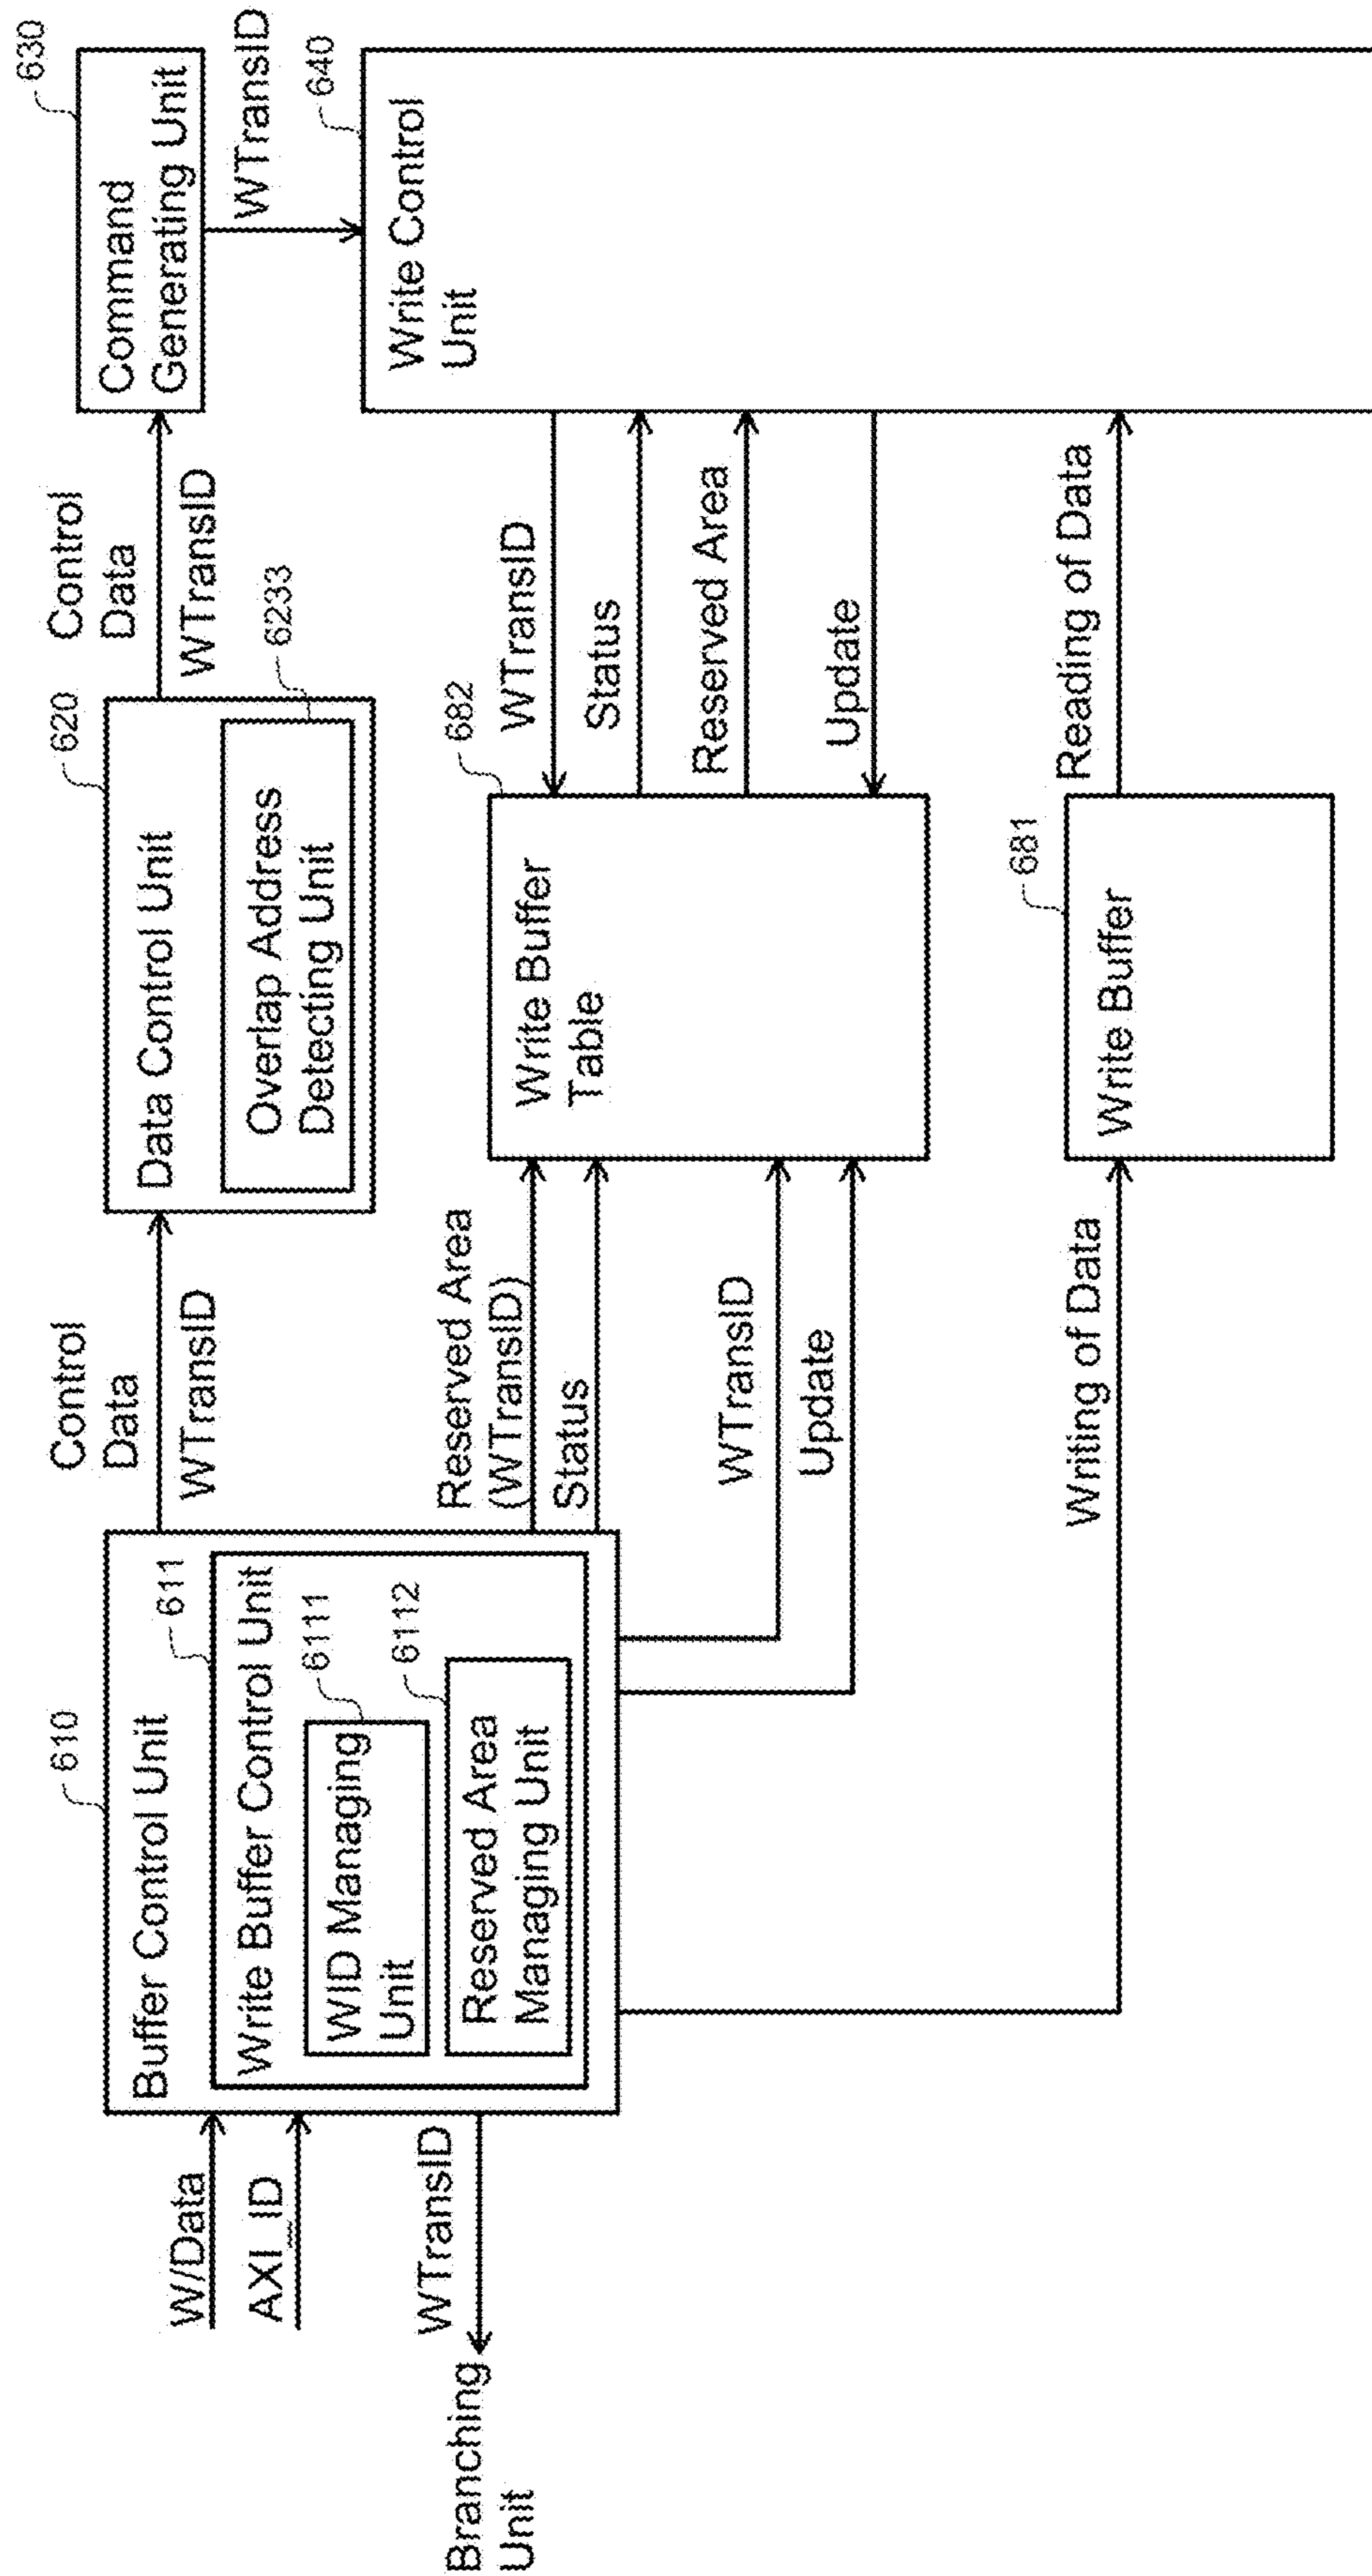 W/Data
AXI_ID
WTransID
Branching
Unit
610
Buffer Control Unit
611
Write Buffer Control Unit
6111
WID Managing
Unit
6112
Reserved Area
Managing Unit
Control
Data
WTransID
Reserved Area
(WTransID)
Status
WTransID
Update
Writing of Data
620
Data Control Unit
6233
Overlap Address
Detecting Unit
682
Write Buffer
Table
681
Write Buffer
Control
Data
WTransID
WTransID
Status
Reserved Area
Update
Reading of Data
630
Command
Generating Unit
WTransID
640
Write Control
Unit